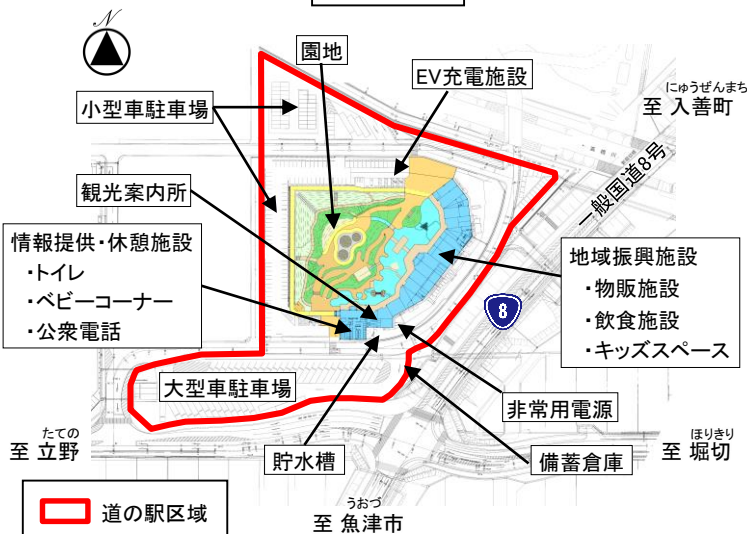 N
園地
EV充電施設
にゅうぜんまち
至 入善町
小型車駐車場
一般国道8号
観光案内所
情報提供・休憩施設
・トイレ
・ベビーコーナー
・公衆電話
地域振興施設
・物販施設
・飲食施設
・キッズスペース
8
大型車駐車場
非常用電源
たての
至 立野
貯水槽
備蓄倉庫
ほりきり
至 堀切
道の駅区域
うおづ
至 魚津市